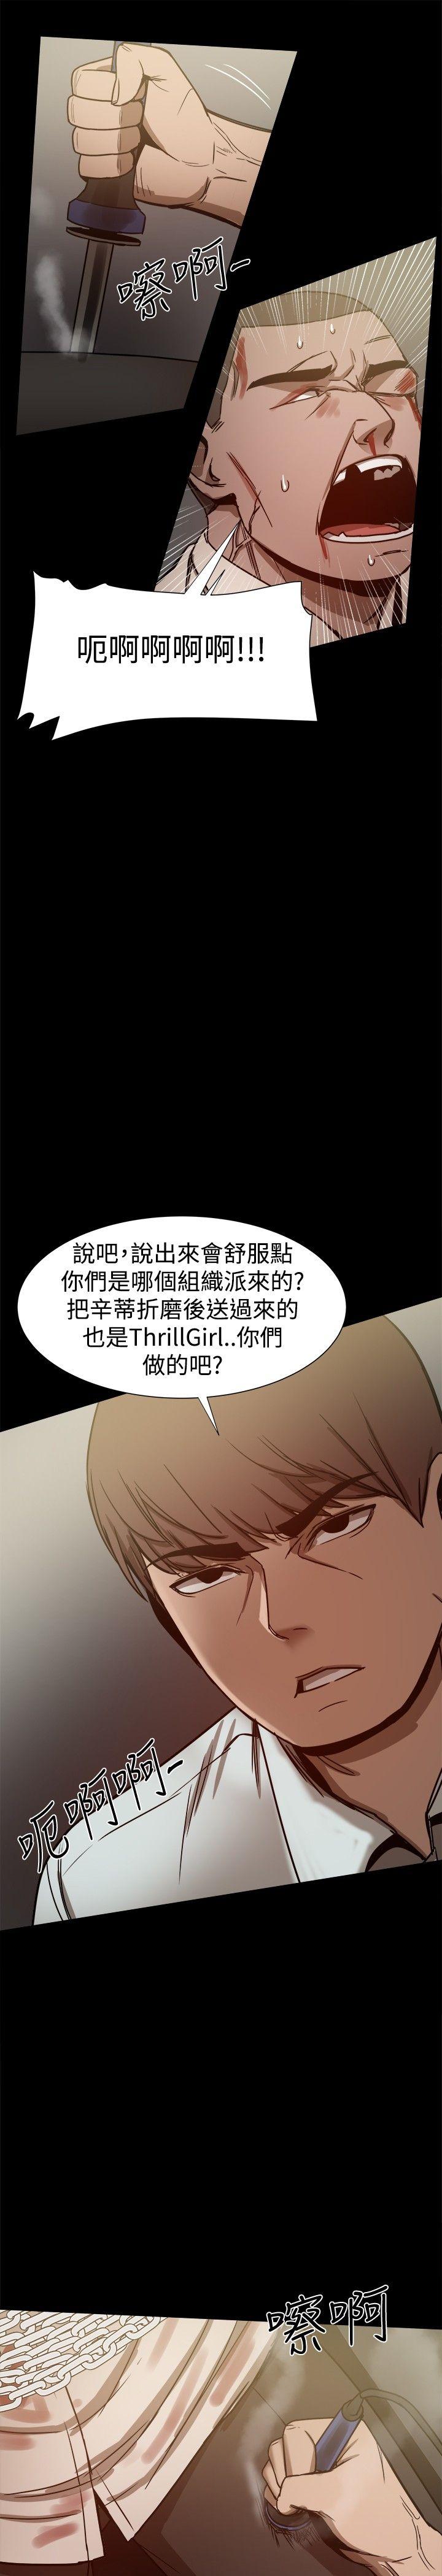 嚓啊-
呃啊啊啊啊!!!
說吧,說出來會舒服點
你們是哪個組織派來的?
把辛蒂折磨後送過來的
也是ThrillGirl..你們
做的吧?
呃啊啊-
嚓啊